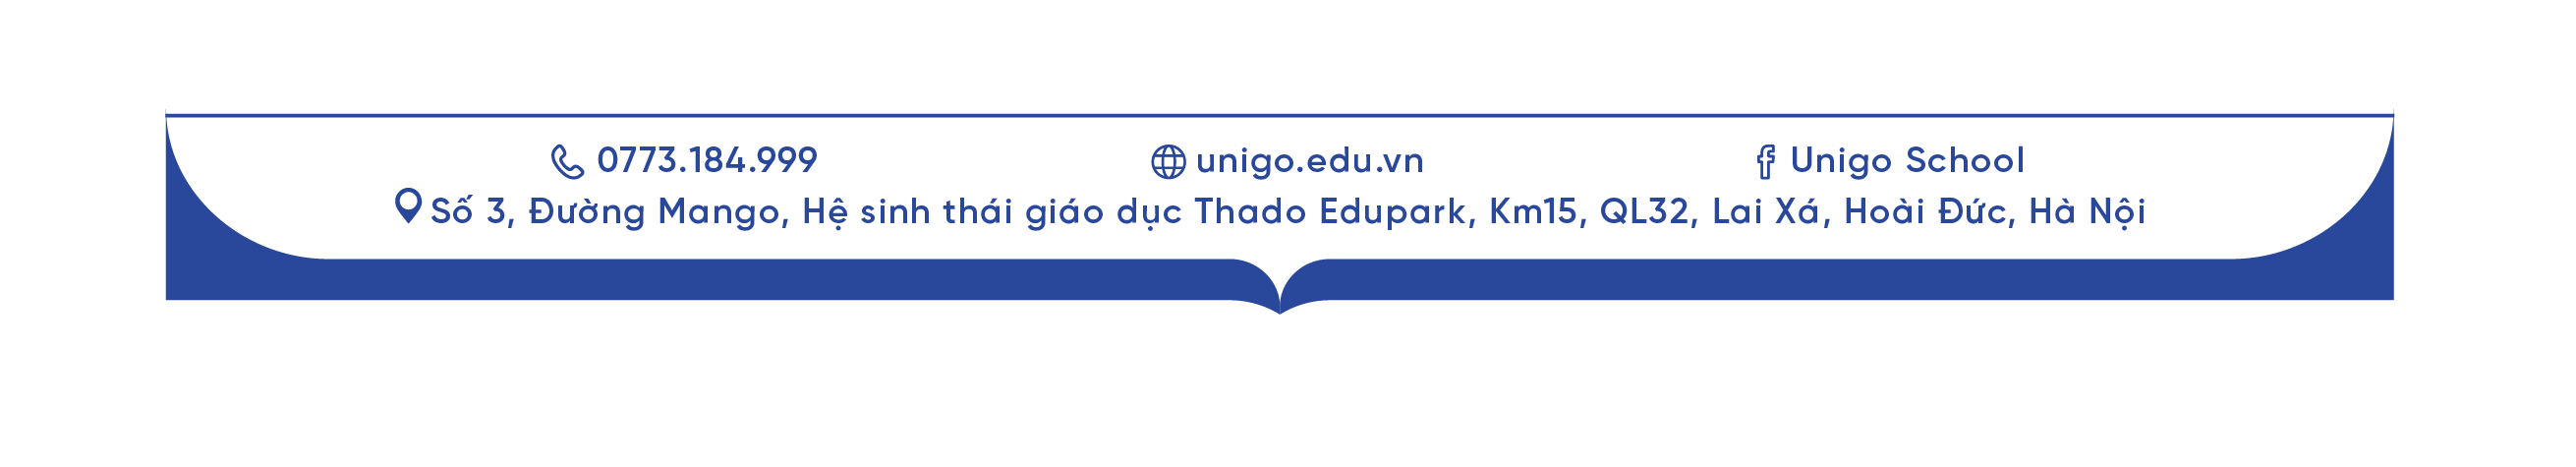 0773.184.999 unigo.edu.vn Unigo School
Số 3, Đường Mango, Hệ sinh thái giáo dục Thado Edupark, Km15, QL32, Lai Xá, Hoài Đức, Hà Nội